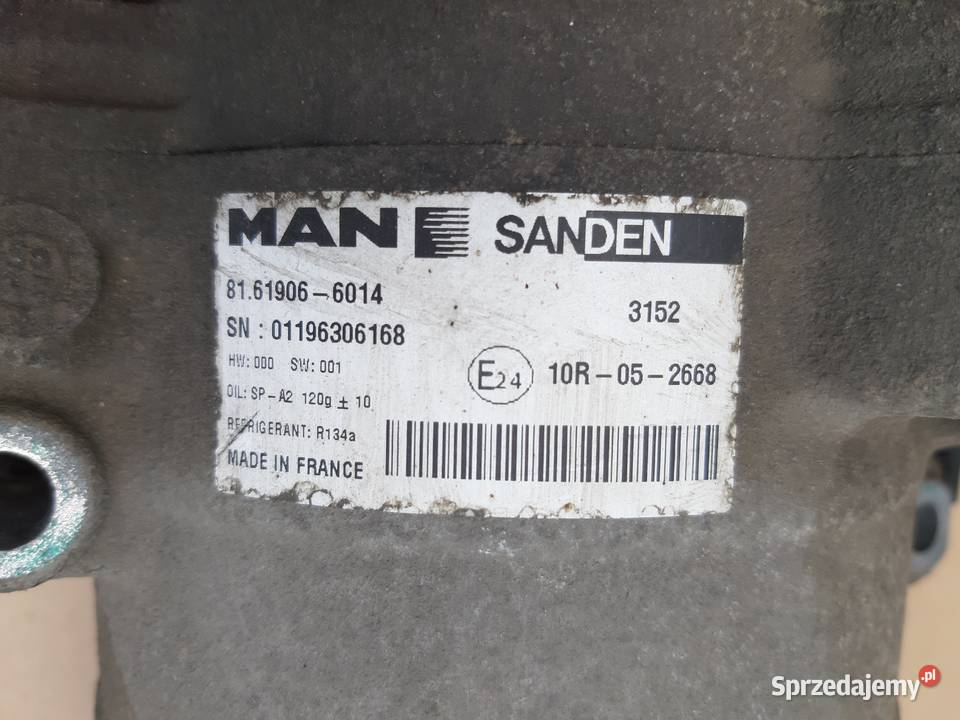 MAN SANDEN
81.61906-6014
3152
SN : 01196306168
HW: 000 SW: 001
E24 10R-05-2668
OIL: SP-A2 120g ± 10
REFRIGERANT: R134a
MADE IN FRANCE
Sprzedajemy.pl